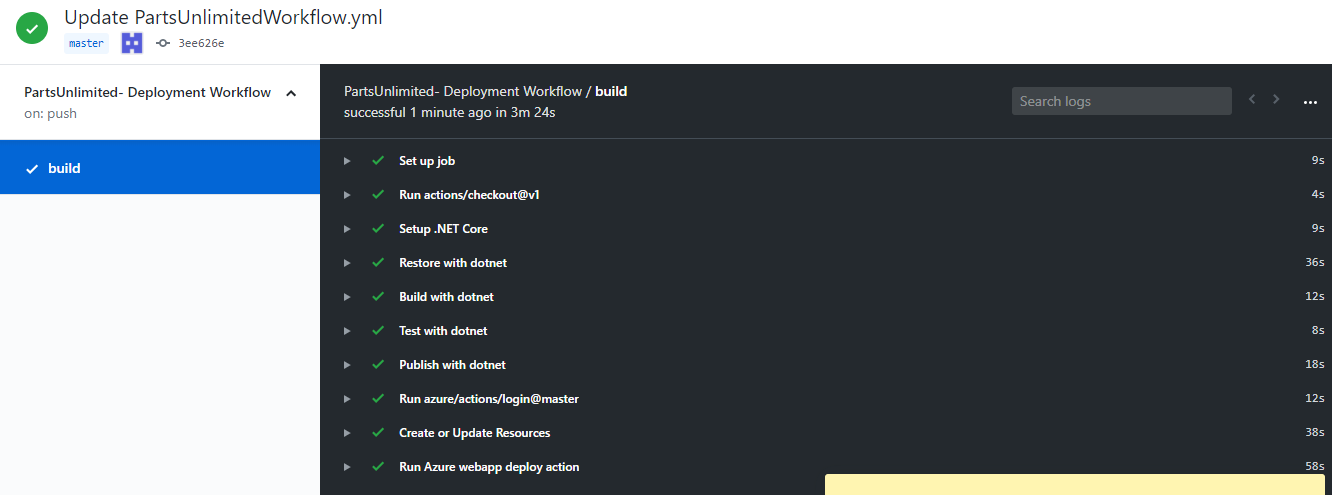 Update PartsUnlimitedWorkflow.yml
master 3ee626e
PartsUnlimited- Deployment Workflow
on: push
build
PartsUnlimited- Deployment Workflow / build
successful 1 minute ago in 3m 24s
Search logs
Set up job 9s
Run actions/checkout@v1 4s
Setup .NET Core 9s
Restore with dotnet 36s
Build with dotnet 12s
Test with dotnet 8s
Publish with dotnet 18s
Run azure/actions/login@master 12s
Create or Update Resources 38s
Run Azure webapp deploy action 58s